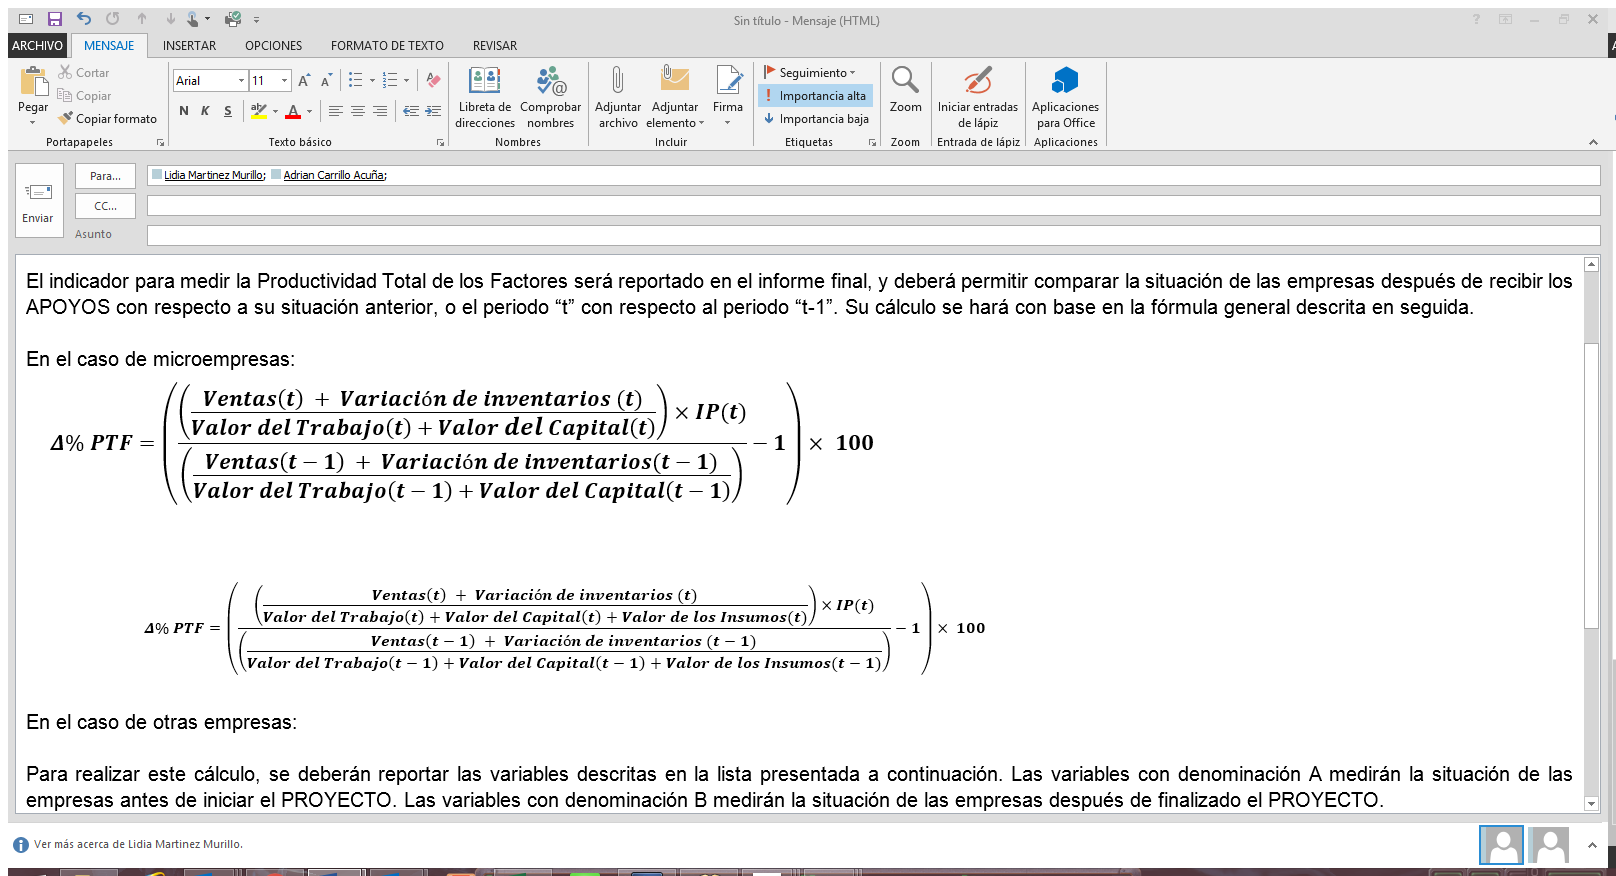 Sin título - Mensaje (HTML)
ARCHIVO MENSAJE INSERTAR OPCIONES FORMATO DE TEXTO REVISAR
Pegar
Cortar
Copiar
Copiar formato
Portapapeles
Arial 11
N K S
Texto básico
Libreta de direcciones
Comprobar nombres
Nombres
Adjuntar archivo
Adjuntar elemento
Firma
Incluir
Seguimiento
Importancia alta
Importancia baja
Etiquetas
Zoom
Zoom
Iniciar entradas de lápiz
Entrada de lápiz
Aplicaciones para Office
Aplicaciones
Enviar
Para... Lidia Martinez Murillo; Adrian Carrillo Acuña;
CC...
Asunto
El indicador para medir la Productividad Total de los Factores será reportado en el informe final, y deberá permitir comparar la situación de las empresas después de recibir los
APOYOS con respecto a su situación anterior, o el periodo “t” con respecto al periodo “t-1”. Su cálculo se hará con base en la fórmula general descrita en seguida.
En el caso de microempresas:
Ventas(t) + Variación de inventarios (t)
Valor del Trabajo(t) + Valor del Capital(t)
× IP(t)
Δ% PTF = − 1 × 100
Ventas(t − 1) + Variación de inventarios(t − 1)
Valor del Trabajo(t − 1) + Valor del Capital(t − 1)
Ventas(t) + Variación de inventarios (t)
Valor del Trabajo(t) + Valor del Capital(t) + Valor de los Insumos(t)
× IP(t)
Δ% PTF = − 1 × 100
Ventas(t − 1) + Variación de inventarios (t − 1)
Valor del Trabajo(t − 1) + Valor del Capital(t − 1) + Valor de los Insumos(t − 1)
En el caso de otras empresas:
Para realizar este cálculo, se deberán reportar las variables descritas en la lista presentada a continuación. Las variables con denominación A medirán la situación de las
empresas antes de iniciar el PROYECTO. Las variables con denominación B medirán la situación de las empresas después de finalizado el PROYECTO.
Ver más acerca de Lidia Martinez Murillo.